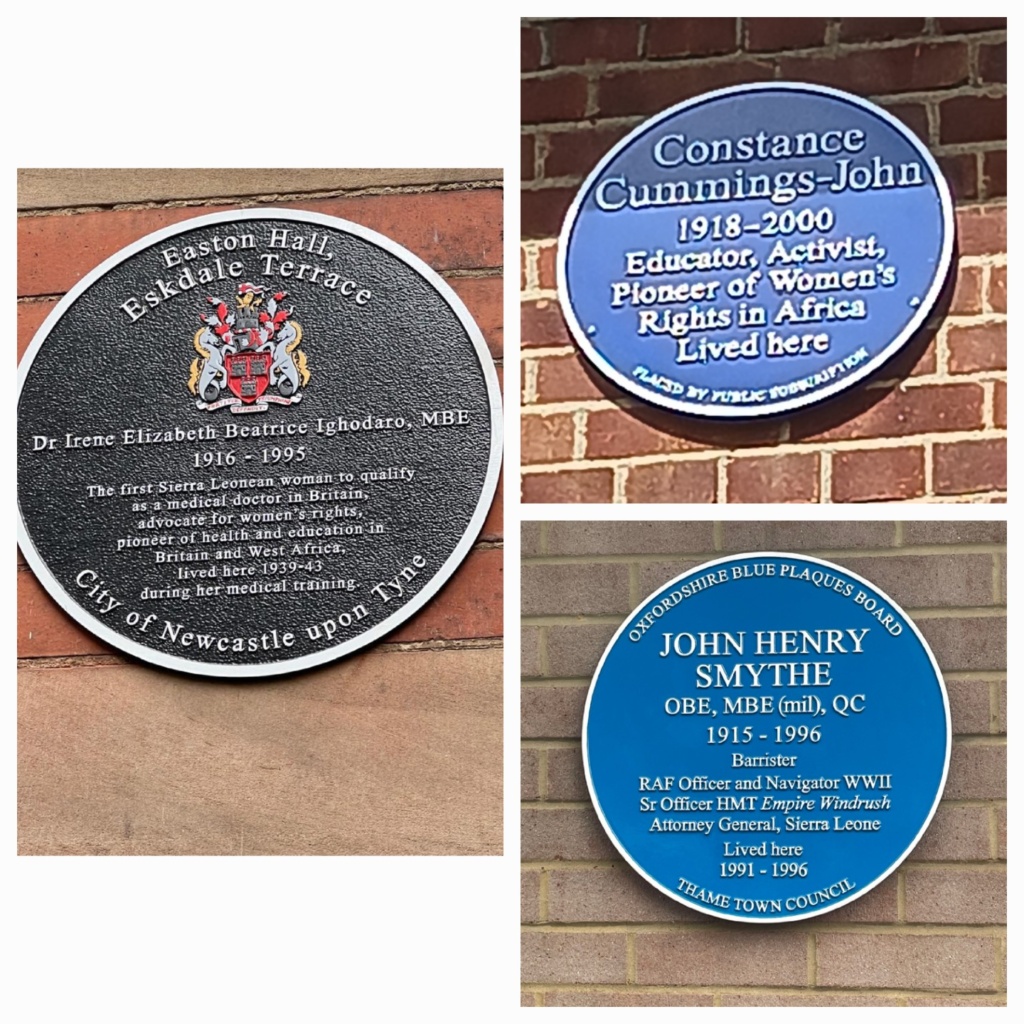 Easton Hall,
Eskdale Terrace
Dr Irene Elizabeth Beatrice Ighodaro, MBE
1916 - 1995
The first Sierra Leonean woman to qualify
as a medical doctor in Britain,
advocate for women's rights,
pioneer of health and education in
Britain and West Africa,
lived here 1939-43
during her medical training.
City of Newcastle upon Tyne
Constance
Cummings-John
1918-2000
Educator, Activist,
Pioneer of Women's
Rights in Africa
Lived here
PLACED BY PUBLIC
OXFORDSHIRE BLUE PLAQUES BOARD
JOHN HENRY
SMYTHE
OBE, MBE (mil), QC
1915 - 1996
Barrister
RAF Officer and Navigator WWII
Sr Officer HMT Empire Windrush
Attorney General, Sierra Leone
Lived here
1991 - 1996
THAME TOWN COUNCIL